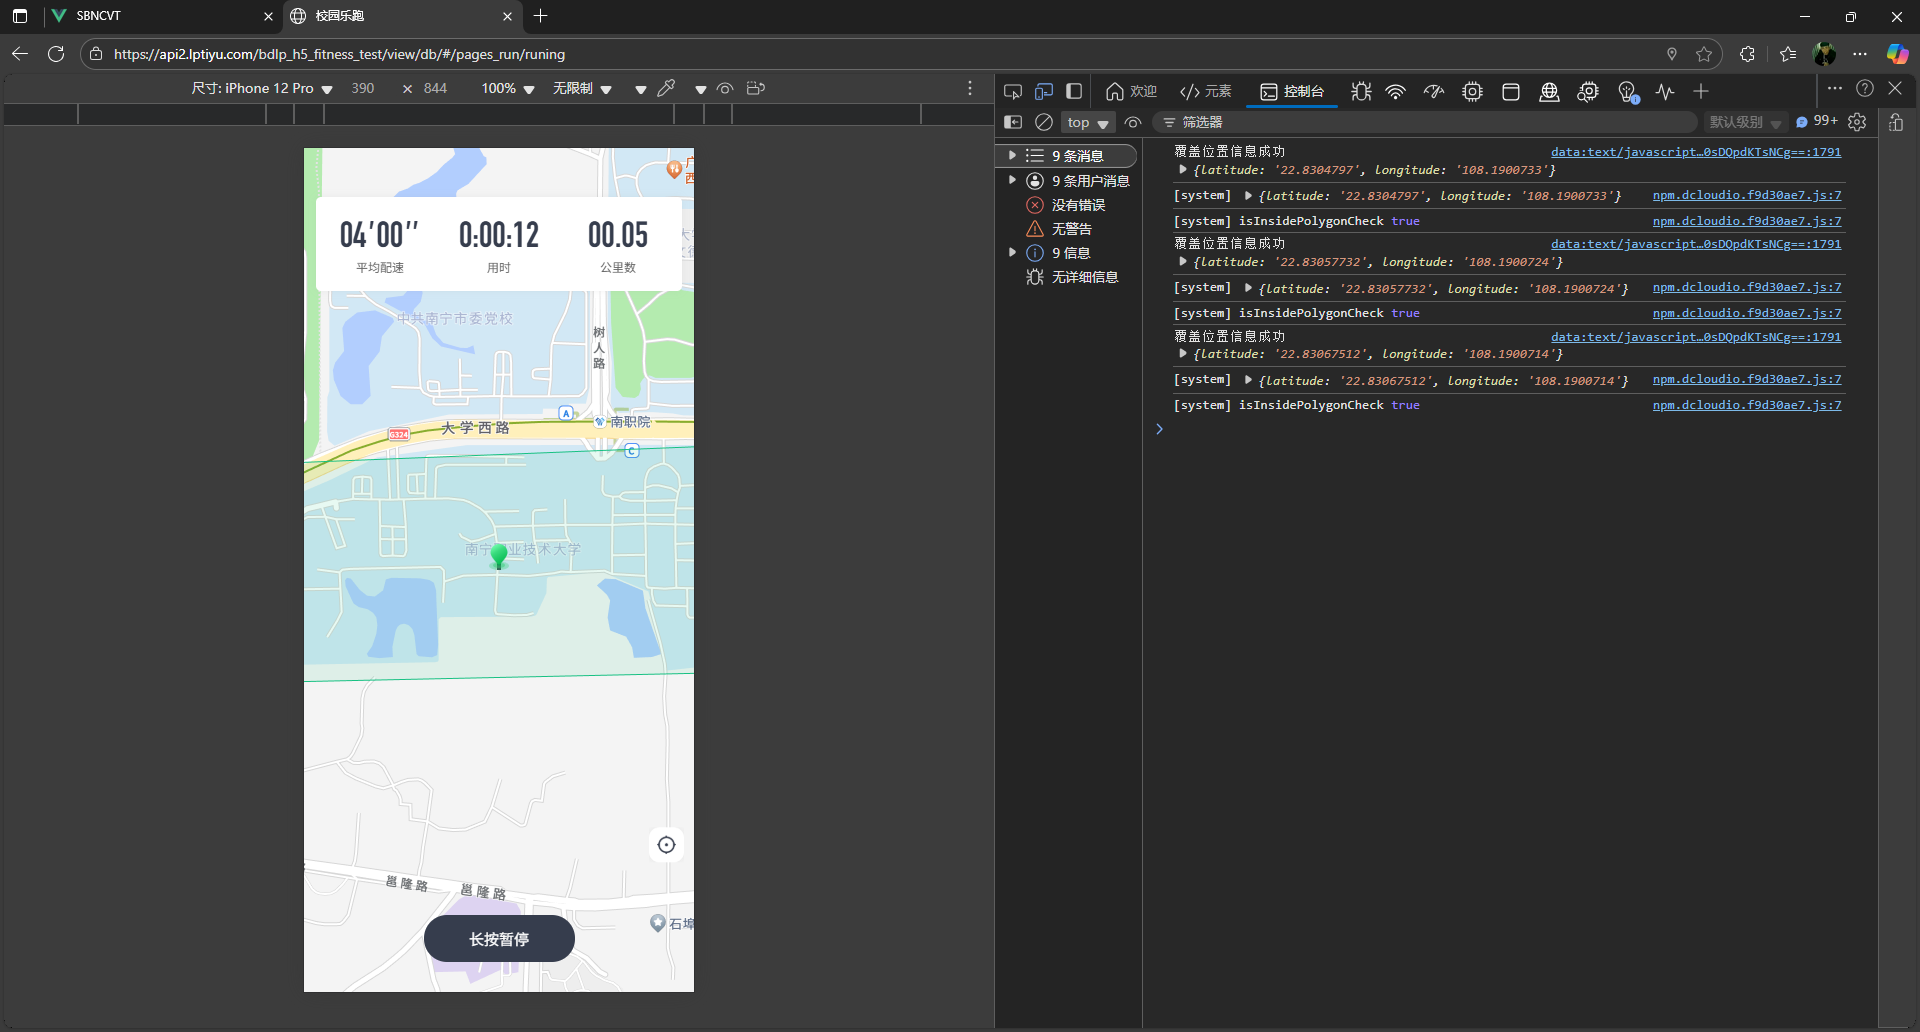 SBNCVT
校园乐跑
https://api2.lptiyu.com/bdlp_h5_fitness_test/view/db/#/pages_run/runing
尺寸: iPhone 12 Pro
390
×
844
100%
无限制
欢迎
元素
控制台
top
筛选器
默认级别
99+
9 条消息
9 条用户消息
没有错误
无警告
9 信息
无详细信息
覆盖位置信息成功
data:text/javascript…0sDQpdKTsNCg==:1791
{latitude: '22.8304797', longitude: '108.1900733'}
[system] {latitude: '22.8304797', longitude: '108.1900733'}
npm.dcloudio.f9d30ae7.js:7
[system] isInsidePolygonCheck true
npm.dcloudio.f9d30ae7.js:7
覆盖位置信息成功
data:text/javascript…0sDQpdKTsNCg==:1791
{latitude: '22.83057732', longitude: '108.1900724'}
[system] {latitude: '22.83057732', longitude: '108.1900724'}
npm.dcloudio.f9d30ae7.js:7
[system] isInsidePolygonCheck true
npm.dcloudio.f9d30ae7.js:7
覆盖位置信息成功
data:text/javascript…0sDQpdKTsNCg==:1791
{latitude: '22.83067512', longitude: '108.1900714'}
[system] {latitude: '22.83067512', longitude: '108.1900714'}
npm.dcloudio.f9d30ae7.js:7
[system] isInsidePolygonCheck true
npm.dcloudio.f9d30ae7.js:7
04'00''
0:00:12
00.05
平均配速
用时
公里数
中共南宁市委党校
树人路
A
南职院
大学西路
G324
C
南宁 业技术大学
邕隆路
邕隆路
石埠
长按暂停